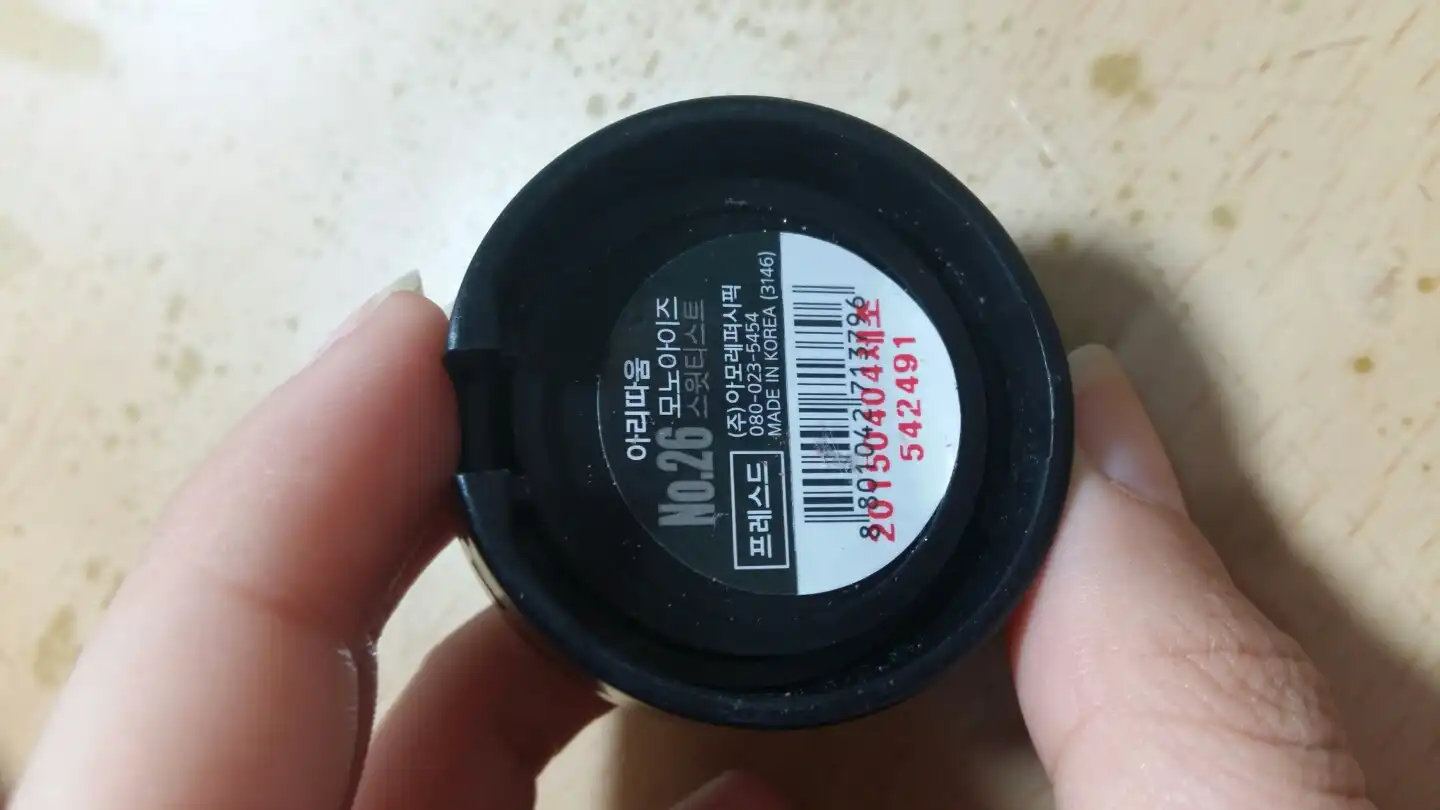 아리따움
No.26 모노아이즈
스윗티스트
프레스드
(주)아모레퍼시픽
080-023-5454
MADE IN KOREA (3146)
8801042713796
20150404제조
542491